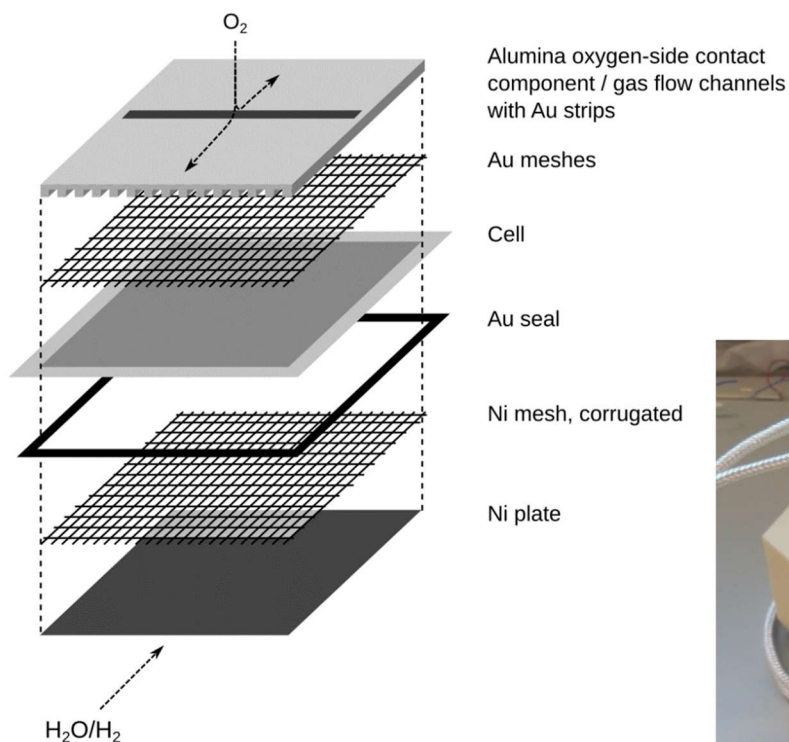 O₂
Alumina oxygen-side contact
component / gas flow channels
with Au strips
Au meshes
Cell
Au seal
Ni mesh, corrugated
Ni plate
H₂O/H₂